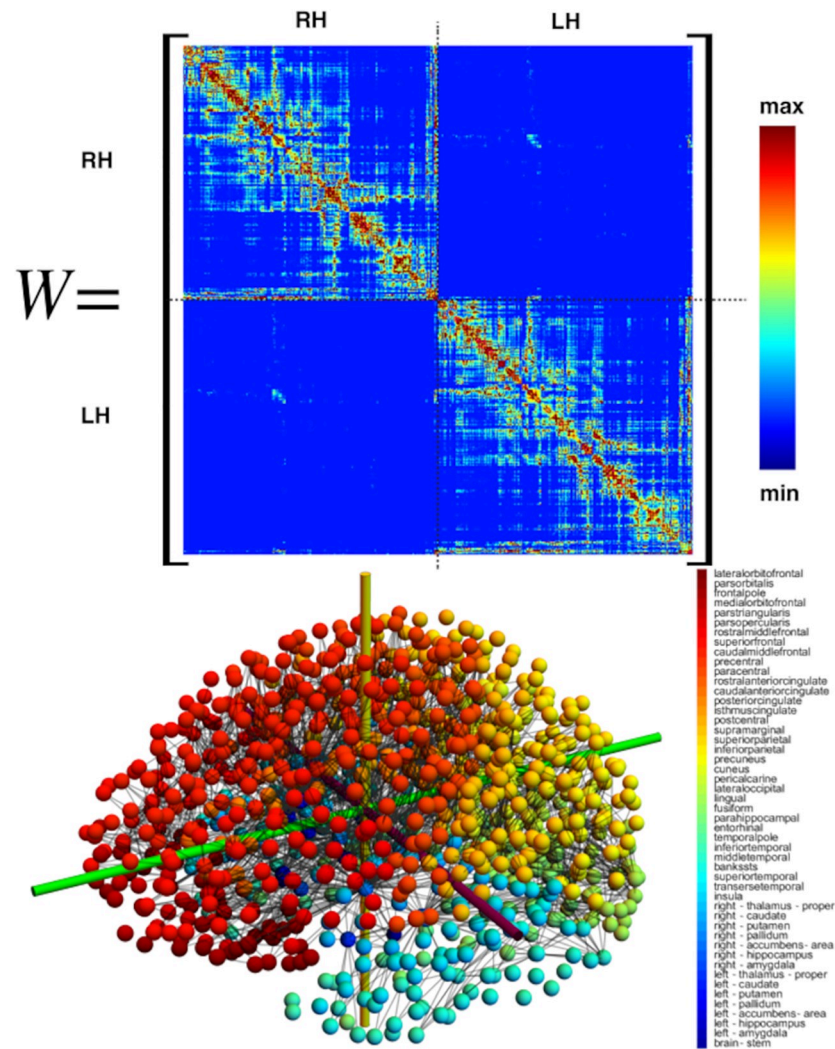 RH LH
max
RH
W=
LH
min
lateralorbitofrontal
parsorbitalis
frontalpole
medialorbitofrontal
parstriangularis
parsopercularis
rostralmiddlefrontal
superiorfrontal
caudalmiddlefrontal
precentral
paracentral
rostralanteriorcingulate
caudalanteriorcingulate
posteriorcingulate
isthmuscingulate
postcentral
supramarginal
superiorparietal
inferiorparietal
precuneus
cuneus
pericalcarine
lateraloccipital
lingual
fusiform
parahippocampal
entorhinal
temporalpole
inferiortemporal
middletemporal
bankssts
superiortemporal
transersetemporal
insula
right - thalamus - proper
right - caudate
right - putamen
right - pallidum
right - accumbens- area
right - hippocampus
right - amygdala
left - thalamus - proper
left - caudate
left - putamen
left - pallidum
left - accumbens- area
left - hippocampus
left - amygdala
brain - stem